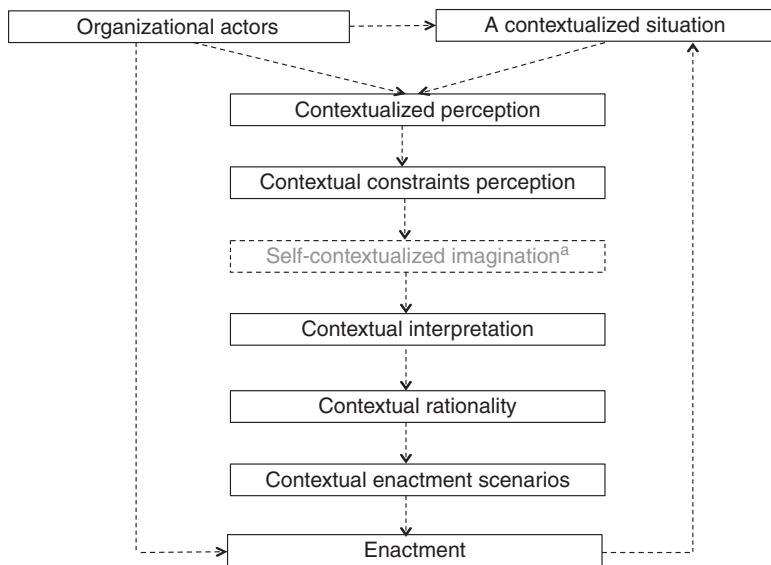 Organizational actors
A contextualized situation
Contextualized perception
Contextual constraints perception
Self-contextualized imaginationᵃ
Contextual interpretation
Contextual rationality
Contextual enactment scenarios
Enactment